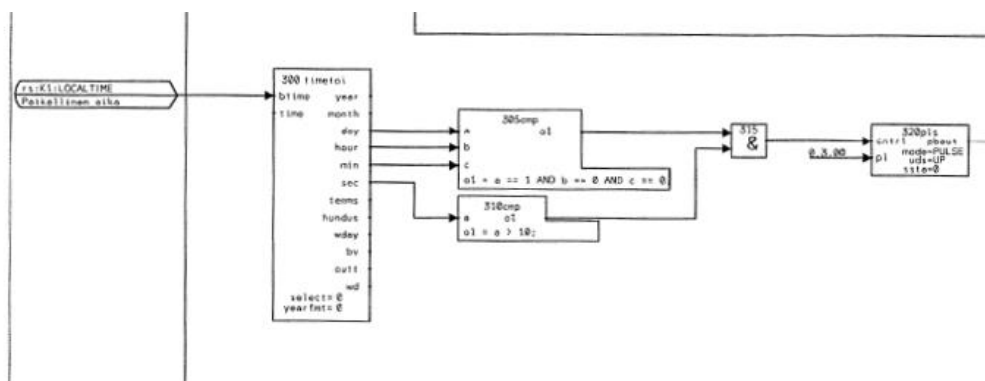 rs:K1:LOCALTIME
Paikallinen aika
300 timetoi
btime year
time month
day
hour
min
sec
tenms
hundus
wday
bv
outt
wd
select= 0
yearfmt= 0
305cmp
a o1
b
c
o1 = a == 1 AND b == 0 AND c == 0
310cmp
a o1
o1 = a > 10;
315
&
0.3.00
320pls
cntrl pbout
pl mode=PULSE
uds=UP
ssta=0